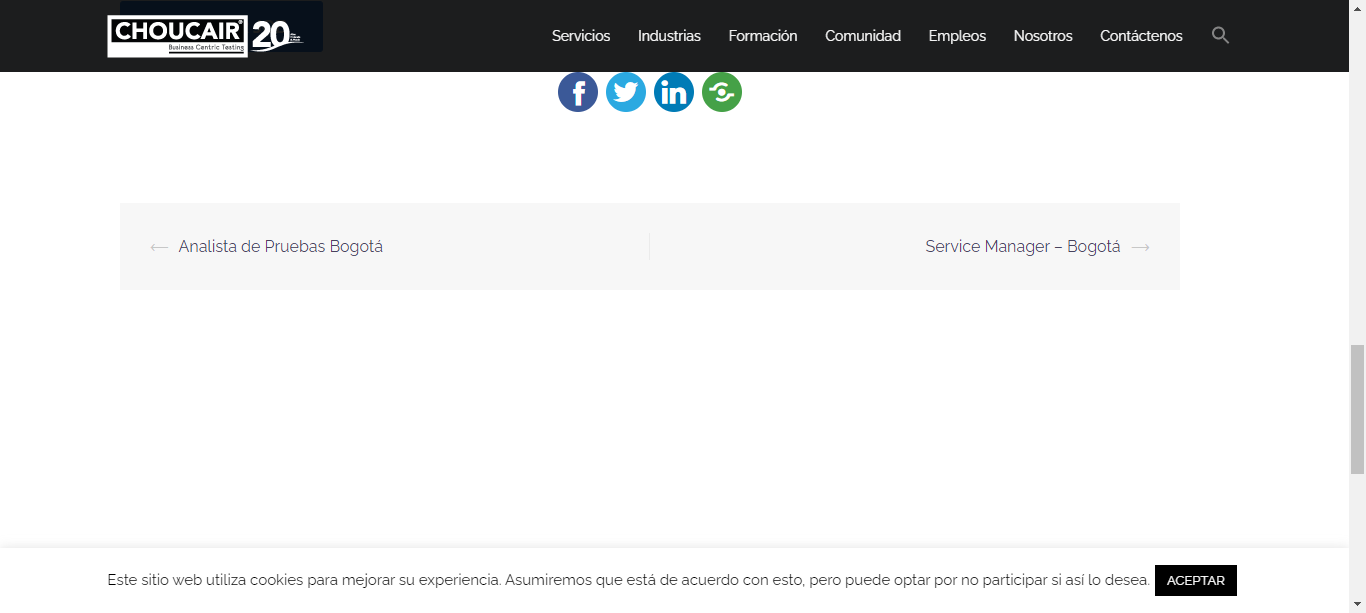 CHOUCAIR®
Business Centric Testing
20
Servicios Industrias Formación Comunidad Empleos Nosotros Contáctenos
f in
← Analista de Pruebas Bogotá
Service Manager – Bogotá →
Este sitio web utiliza cookies para mejorar su experiencia. Asumiremos que está de acuerdo con esto, pero puede optar por no participar si así lo desea. ACEPTAR